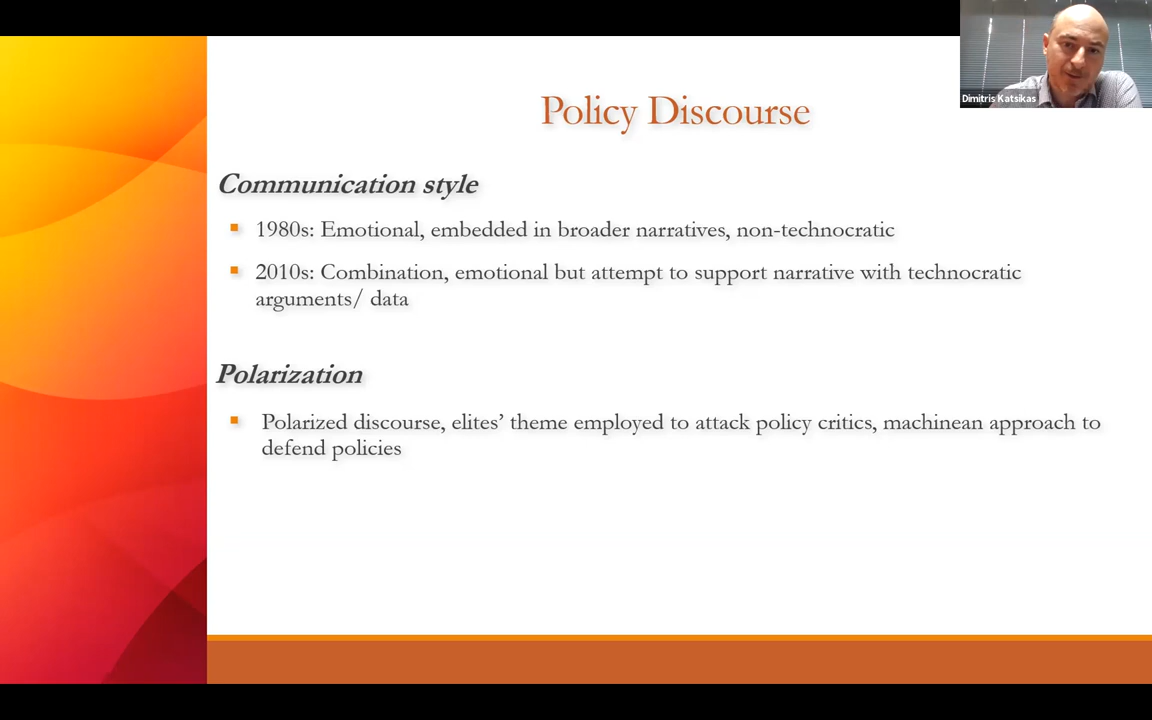 Dimitris Katsikas
Policy Discourse
Communication style
▪ 1980s: Emotional, embedded in broader narratives, non-technocratic
▪ 2010s: Combination, emotional but attempt to support narrative with technocratic
arguments/ data
Polarization
▪ Polarized discourse, elites’ theme employed to attack policy critics, machinean approach to
defend policies